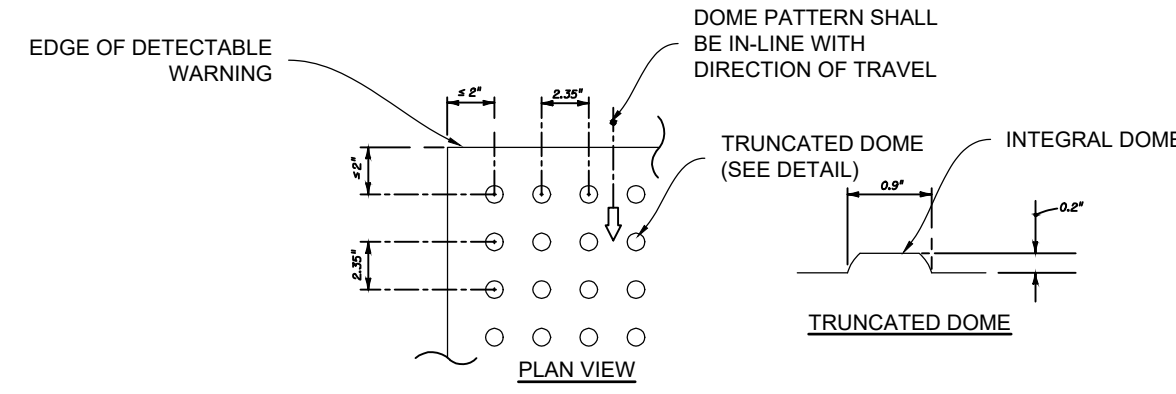 DOME PATTERN SHALL
BE IN-LINE WITH
DIRECTION OF TRAVEL
EDGE OF DETECTABLE
WARNING
≤ 2"
2.35"
TRUNCATED DOME
(SEE DETAIL)
INTEGRAL DOME
≤2"
0.9"
0.2"
2.35"
TRUNCATED DOME
PLAN VIEW